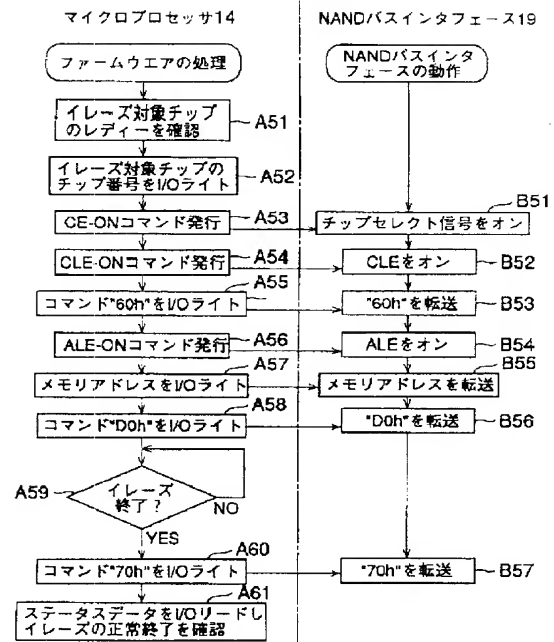 マイクロプロセッサ14
NANDバスインタフェース19
ファームウエアの処理
NANDバスインタ
フェースの動作
イレーズ対象チップ
のレディーを確認
A51
イレーズ対象チップの
チップ番号をI/Oライト
A52
CE-ONコマンド発行
A53
チップセレクト信号をオン
B51
CLE-ONコマンド発行
A54
CLEをオン
B52
コマンド"60h"をI/Oライト
A55
"60h"を転送
B53
ALE-ONコマンド発行
A56
ALEをオン
B54
メモリアドレスをI/Oライト
A57
メモリアドレスを転送
B55
コマンド"D0h"をI/Oライト
A58
"D0h"を転送
B56
A59
イレーズ
終了?
NO
YES
コマンド"70h"をI/Oライト
A60
"70h"を転送
B57
ステータスデータをI/Oリードし
イレーズの正常終了を確認
A61